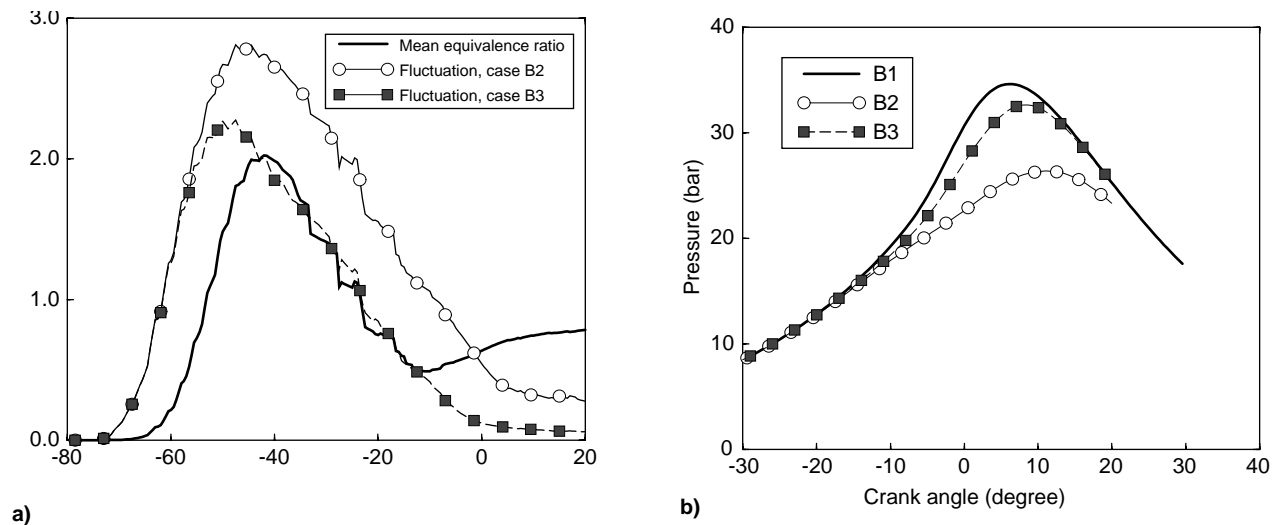 3.0
2.0
1.0
0.0
-80
-60
-40
-20
0
20
Mean equivalence ratio
Fluctuation, case B2
Fluctuation, case B3
a)
40
30
20
10
0
-30
-20
-10
0
10
20
30
40
Pressure (bar)
Crank angle (degree)
B1
B2
B3
b)